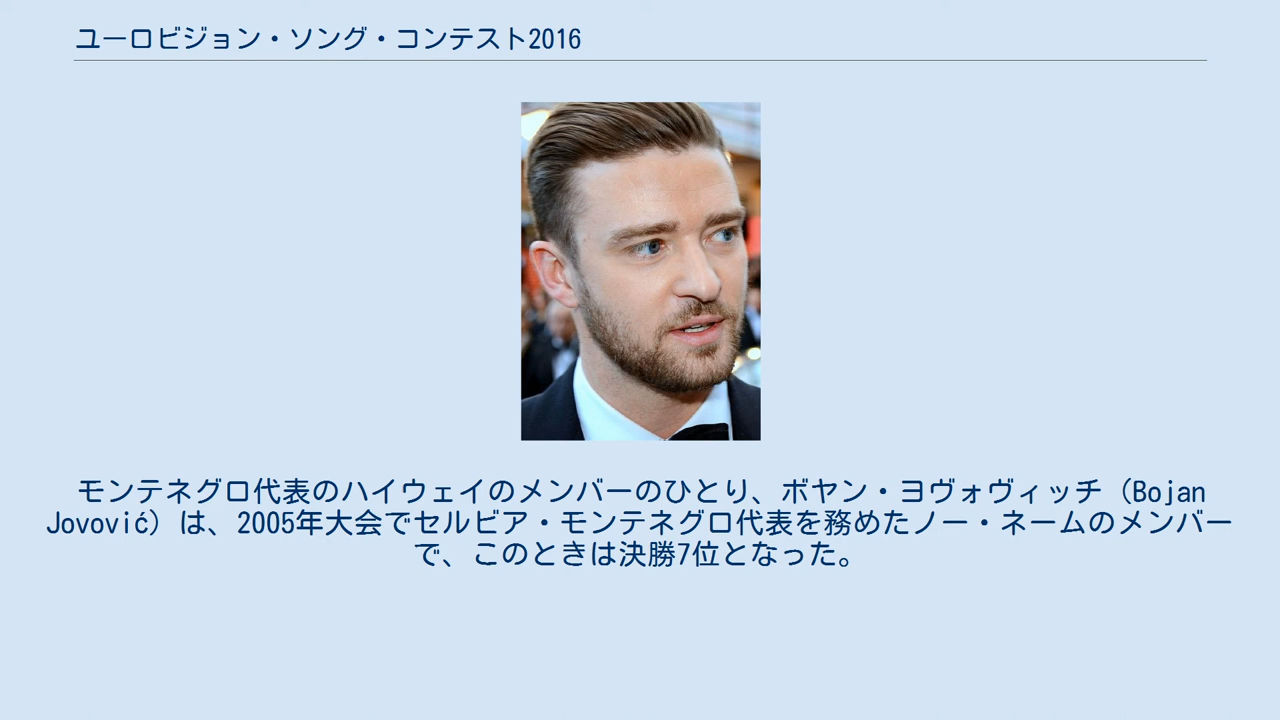 ユーロビジョン・ソング・コンテスト2016
モンテネグロ代表のハイウェイのメンバーのひとり、ボヤン・ヨヴォヴィッチ（Bojan
Jovović）は、2005年大会でセルビア・モンテネグロ代表を務めたノー・ネームのメンバー
で、このときは決勝7位となった。